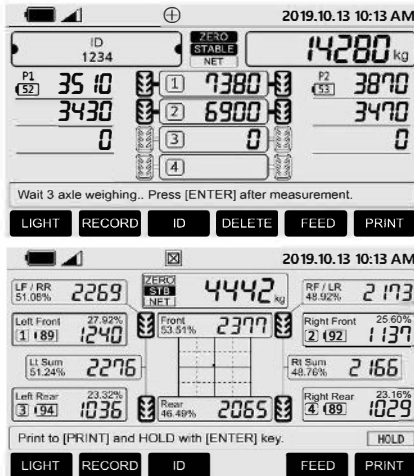 2019.10.13 10:13 AM
ID
1234
ZERO
STABLE
NET
14280 kg
P1
52
3510
1
7380
P2
53
3870
3430
2
6900
3470
0
3
0
0
4
Wait 3 axle weighing.. Press [ENTER] after measurement.
LIGHT RECORD ID DELETE FEED PRINT
2019.10.13 10:13 AM
LF / RR
51.08%
2269
ZERO
STB
NET
4442 kg
RF / LR
48.92%
2173
Left Front 27.92%
1 89 1240
Front
53.51%
2377
Right Front 25.60%
2 92 1137
Lt Sum
51.24%
2276
Rt Sum
48.76%
2166
Left Rear 23.32%
3 94 1036
Rear
46.49%
2065
Right Rear 23.16%
4 89 1029
Print to [PRINT] and HOLD with [ENTER] key.
HOLD
LIGHT RECORD ID FEED PRINT